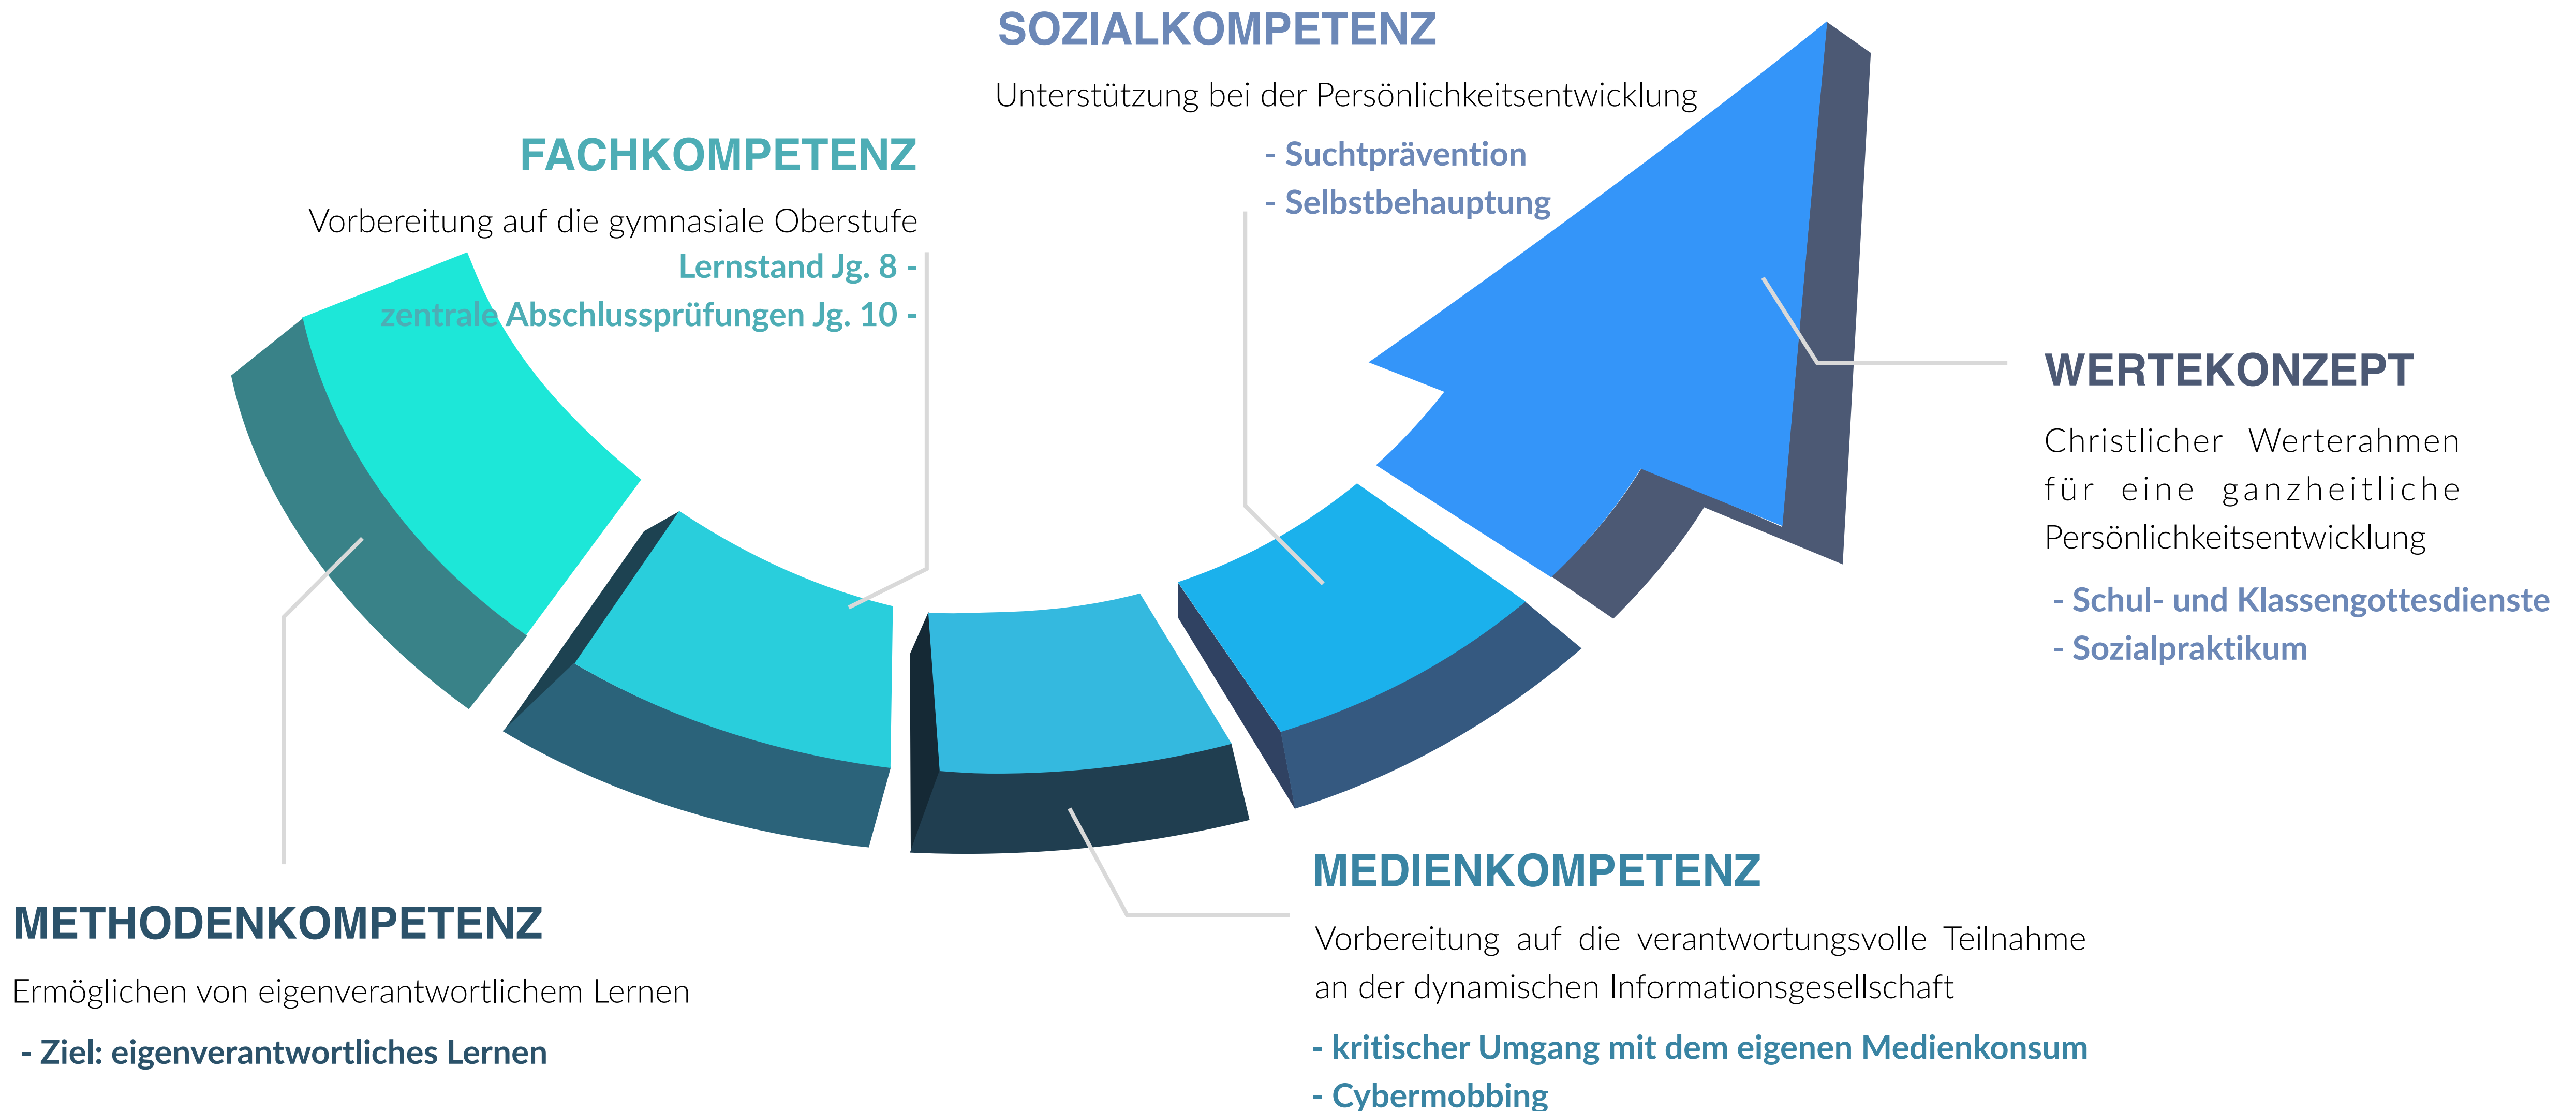 SOZIALKOMPETENZ
Unterstützung bei der Persönlichkeitsentwicklung
- Suchtprävention
- Selbstbehauptung
FACHKOMPETENZ
Vorbereitung auf die gymnasiale Oberstufe
Lernstand Jg. 8 -
zentrale Abschlussprüfungen Jg. 10 -
WERTEKONZEPT
Christlicher Werterahmen
für eine ganzheitliche
Persönlichkeitsentwicklung
- Schul- und Klassengottesdienste
- Sozialpraktikum
METHODENKOMPETENZ
Ermöglichen von eigenverantwortlichem Lernen
- Ziel: eigenverantwortliches Lernen
MEDIENKOMPETENZ
Vorbereitung auf die verantwortungsvolle Teilnahme
an der dynamischen Informationsgesellschaft
- kritischer Umgang mit dem eigenen Medienkonsum
- Cybermobbing